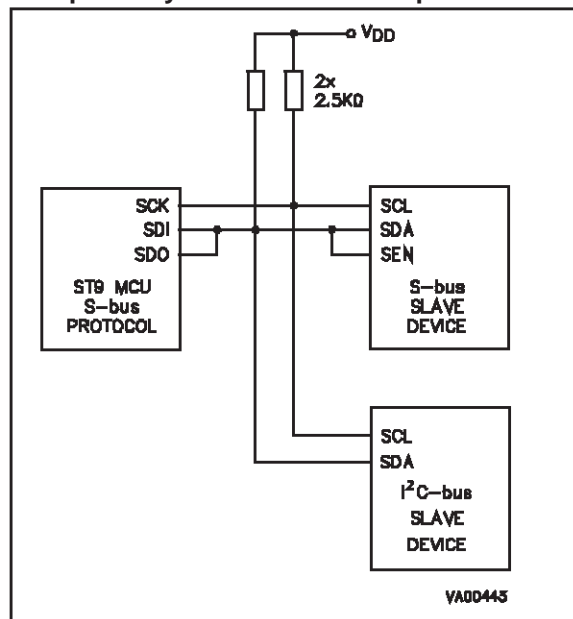 VDD
2x
2.5KΩ
SCK
SDI
SDO
ST9 MCU
S-bus
PROTOCOL
SCL
SDA
SEN
S-bus
SLAVE
DEVICE
SCL
SDA
I²C-bus
SLAVE
DEVICE
VA00443